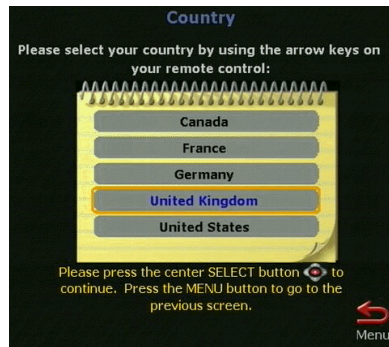 Country
Please select your country by using the arrow keys on
your remote control:
Canada
France
Germany
United Kingdom
United States
Please press the center SELECT button to
continue. Press the MENU button to go to the
previous screen.
Menu